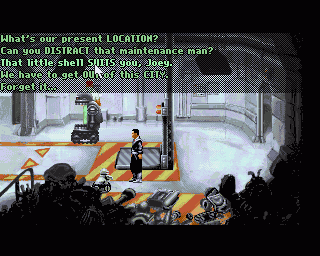 What's our present LOCATION?
Can you DISTRACT that maintenance man?
That little shell SUITS you, Joey.
We have to get OUT of this CITY.
Forget it...